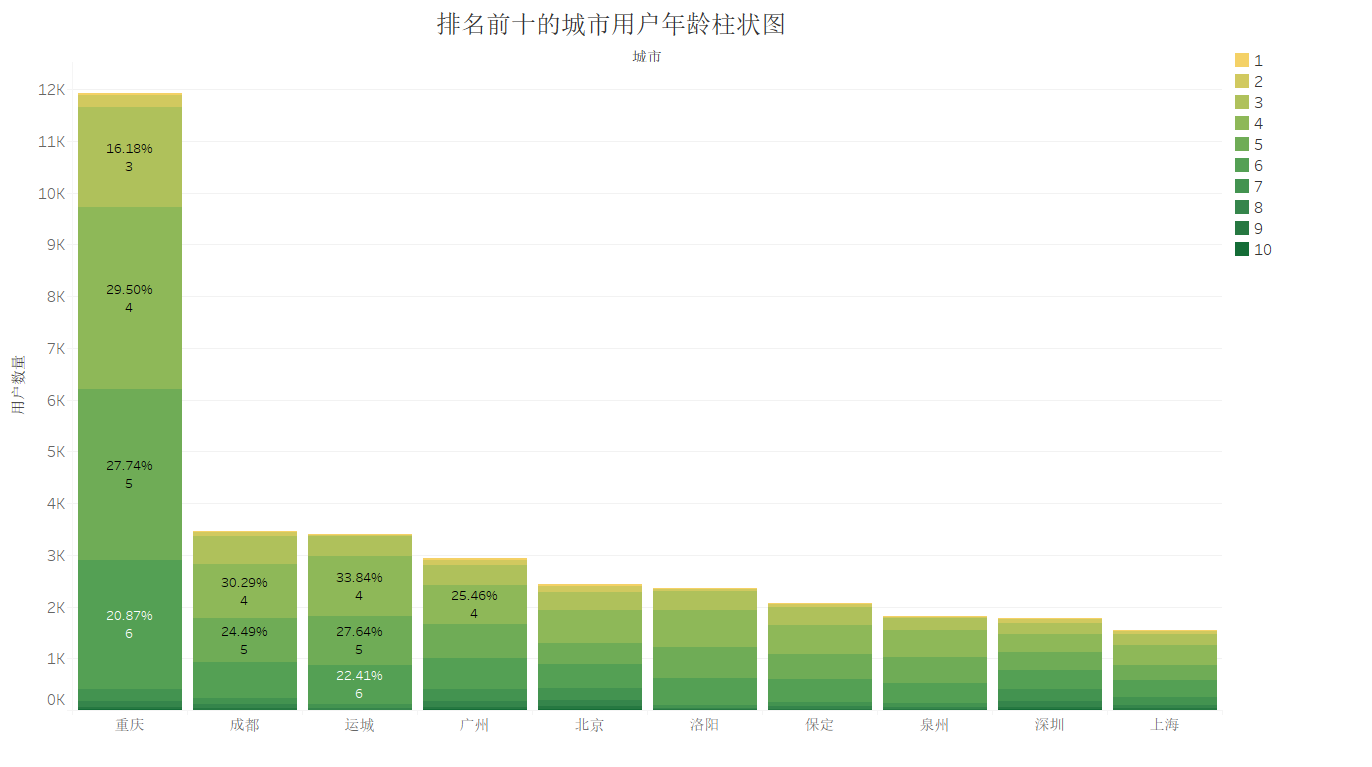 排名前十的城市用户年龄柱状图
城市
用户数量
12K
11K
10K
9K
8K
7K
6K
5K
4K
3K
2K
1K
0K
16.18%
3
29.50%
4
27.74%
5
20.87%
6
30.29%
4
24.49%
5
33.84%
4
27.64%
5
22.41%
6
25.46%
4
重庆
成都
运城
广州
北京
洛阳
保定
泉州
深圳
上海
1
2
3
4
5
6
7
8
9
10